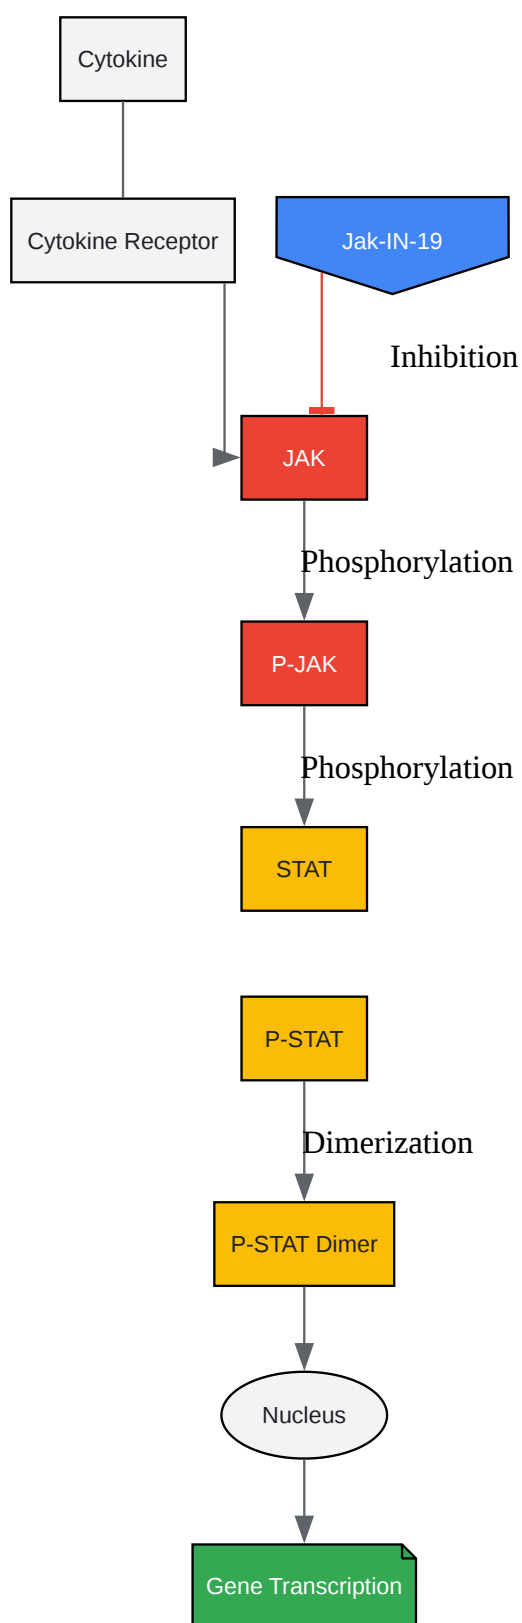 Cytokine
Cytokine Receptor
Jak-IN-19
Inhibition
JAK
Phosphorylation
P-JAK
Phosphorylation
STAT
P-STAT
Dimerization
P-STAT Dimer
Nucleus
Gene Transcription